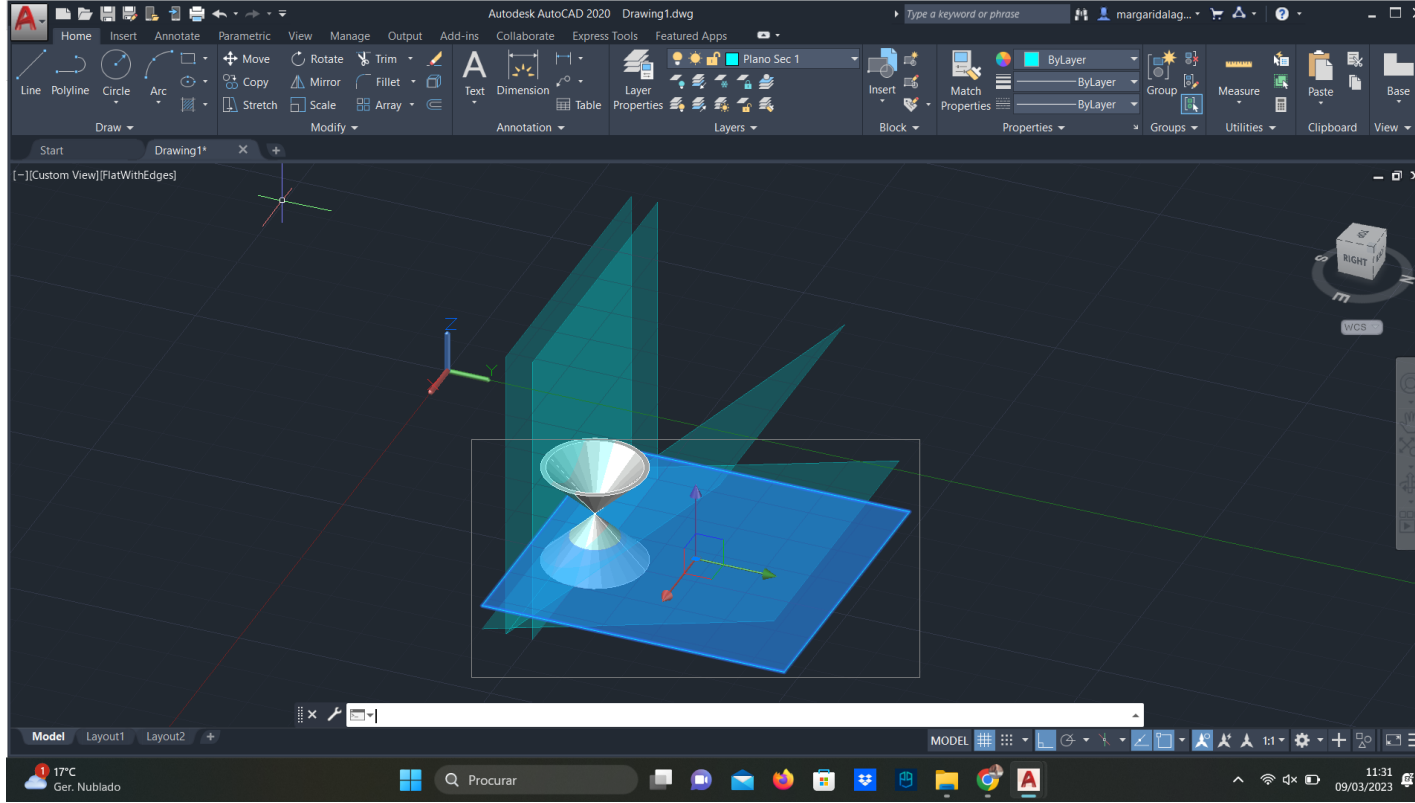 Autodesk AutoCAD 2020 Drawing1.dwg
Type a keyword or phrase
margaridalag...
Home Insert Annotate Parametric View Manage Output Add-ins Collaborate Express Tools Featured Apps
Line Polyline Circle Arc
Move Rotate Trim
Copy Mirror Fillet
Stretch Scale Array
Text Dimension Table
Layer Properties
Plano Sec 1
Insert
Match Properties
ByLayer
ByLayer
ByLayer
Group Measure Paste Base
Draw Modify Annotation Layers Block Properties Groups Utilities Clipboard View
Start Drawing1* +
[−][Custom View][FlatWithEdges]
RIGHT
S
E
N
WCS
Z
Y
Model Layout1 Layout2 +
MODEL 1:1
1
17°C
Ger. Nublado
Procurar
11:31
09/03/2023